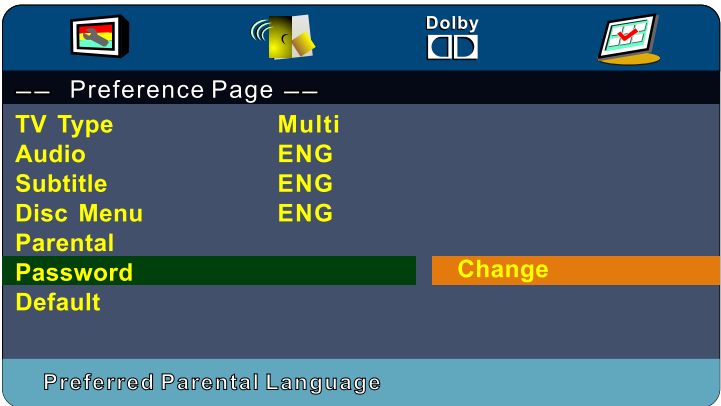 Dolby
-- Preference Page --
TV Type Multi
Audio ENG
Subtitle ENG
Disc Menu ENG
Parental
Password Change
Default
Preferred Parental Language